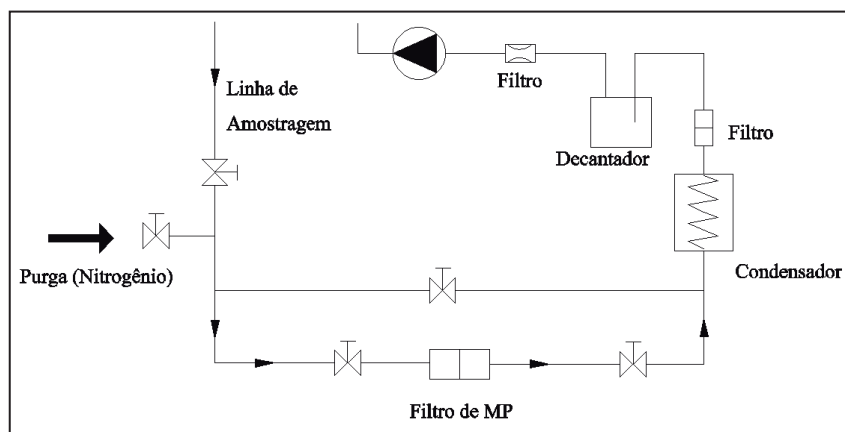 Linha de
Amostragem
Filtro
Decantador
Filtro
Purga (Nitrogênio)
Condensador
Filtro de MP